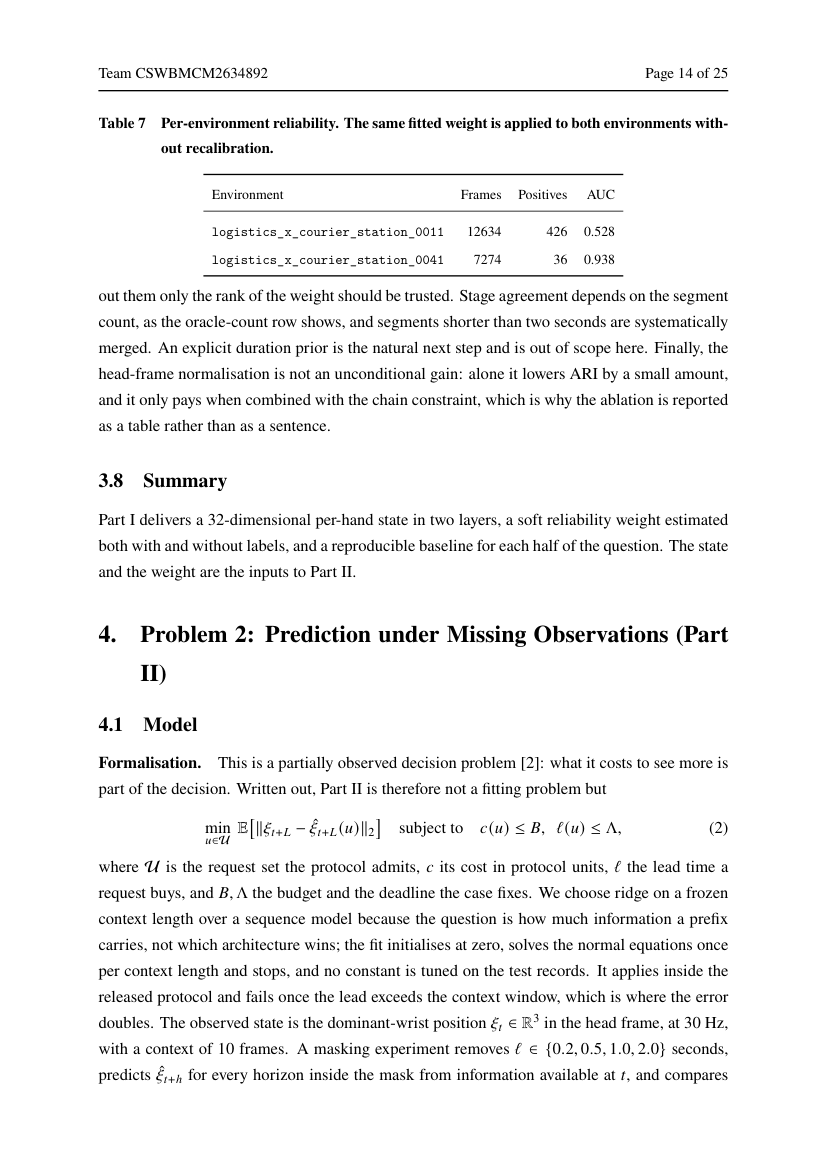 Team CSWBMCM2634892 Page 14 of 25
Table 7 Per-environment reliability. The same fitted weight is applied to both environments with-
out recalibration.
Environment Frames Positives AUC
logistics_x_courier_station_0011 12634 426 0.528
logistics_x_courier_station_0041 7274 36 0.938
out them only the rank of the weight should be trusted. Stage agreement depends on the segment
count, as the oracle-count row shows, and segments shorter than two seconds are systematically
merged. An explicit duration prior is the natural next step and is out of scope here. Finally, the
head-frame normalisation is not an unconditional gain: alone it lowers ARI by a small amount,
and it only pays when combined with the chain constraint, which is why the ablation is reported
as a table rather than as a sentence.
3.8 Summary
Part I delivers a 32-dimensional per-hand state in two layers, a soft reliability weight estimated
both with and without labels, and a reproducible baseline for each half of the question. The state
and the weight are the inputs to Part II.
4. Problem 2: Prediction under Missing Observations (Part
II)
4.1 Model
Formalisation. This is a partially observed decision problem [2]: what it costs to see more is
part of the decision. Written out, Part II is therefore not a fitting problem but
min_{u∈𝒰} 𝔼[‖ξ_{t+L} − ξ̂_{t+L}(u)‖₂] subject to c(u) ≤ B, ℓ(u) ≤ Λ, (2)
where 𝒰 is the request set the protocol admits, c its cost in protocol units, ℓ the lead time a
request buys, and B, Λ the budget and the deadline the case fixes. We choose ridge on a frozen
context length over a sequence model because the question is how much information a prefix
carries, not which architecture wins; the fit initialises at zero, solves the normal equations once
per context length and stops, and no constant is tuned on the test records. It applies inside the
released protocol and fails once the lead exceeds the context window, which is where the error
doubles. The observed state is the dominant-wrist position ξ_t ∈ ℝ³ in the head frame, at 30 Hz,
with a context of 10 frames. A masking experiment removes ℓ ∈ {0.2, 0.5, 1.0, 2.0} seconds,
predicts ξ̂_{t+h} for every horizon inside the mask from information available at t, and compares